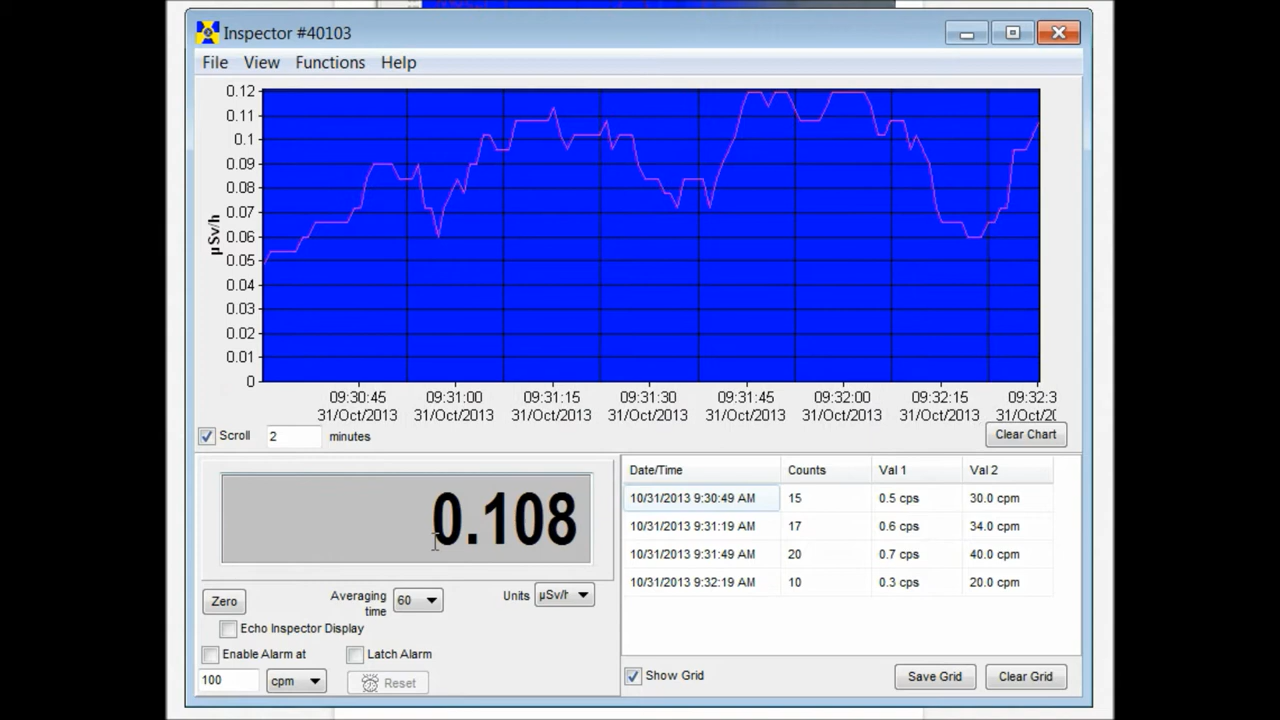 Inspector #40103
File View Functions Help
0.12
0.11
0.1
0.09
0.08
0.07
0.06
0.05
0.04
0.03
0.02
0.01
0
µSv/h
09:30:45 09:31:00 09:31:15 09:31:30 09:31:45 09:32:00 09:32:15 09:32:3
31/Oct/2013 31/Oct/2013 31/Oct/2013 31/Oct/2013 31/Oct/2013 31/Oct/2013 31/Oct/2013 31/Oct/20
Scroll 2 minutes Clear Chart
0.108
Zero Averaging time 60 Units µSv/h
Echo Inspector Display
Enable Alarm at Latch Alarm
100 cpm Reset
Date/Time Counts Val 1 Val 2
10/31/2013 9:30:49 AM 15 0.5 cps 30.0 cpm
10/31/2013 9:31:19 AM 17 0.6 cps 34.0 cpm
10/31/2013 9:31:49 AM 20 0.7 cps 40.0 cpm
10/31/2013 9:32:19 AM 10 0.3 cps 20.0 cpm
Show Grid Save Grid Clear Grid